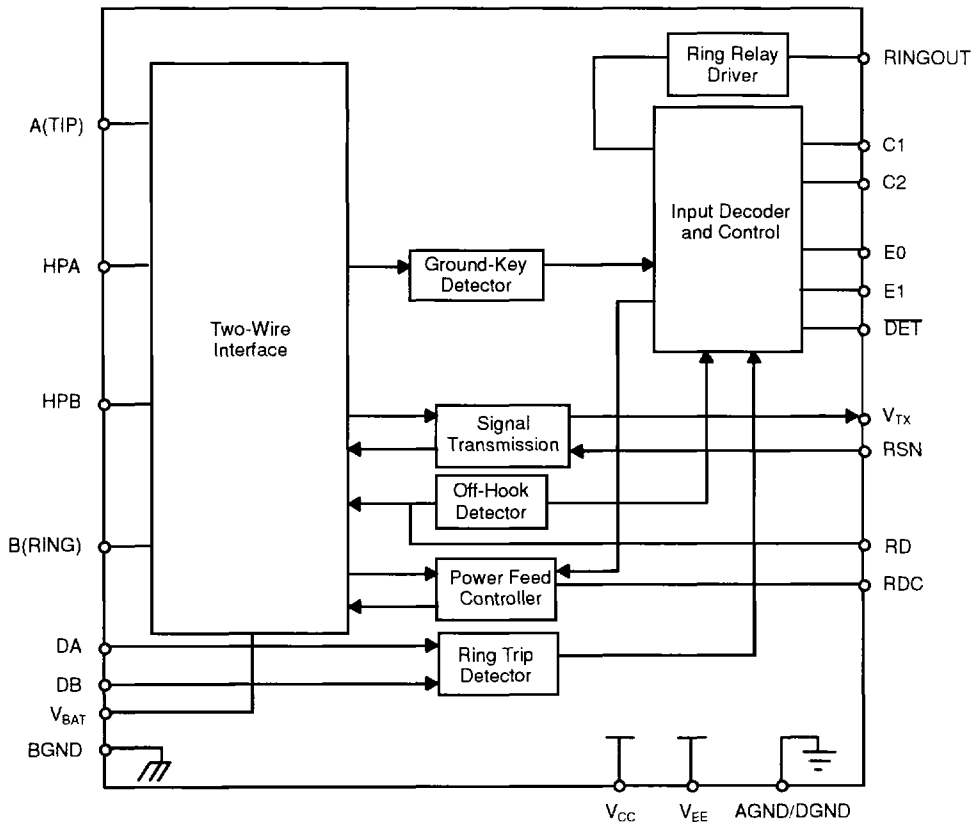 Ring Relay
Driver
RINGOUT
A(TIP)
C1
C2
Input Decoder
and Control
HPA
Ground-Key
Detector
E0
E1
DET
Two-Wire
Interface
HPB
Signal
Transmission
VTX
RSN
Off-Hook
Detector
B(RING)
RD
Power Feed
Controller
RDC
DA
Ring Trip
Detector
DB
VBAT
BGND
VCC
VEE
AGND/DGND